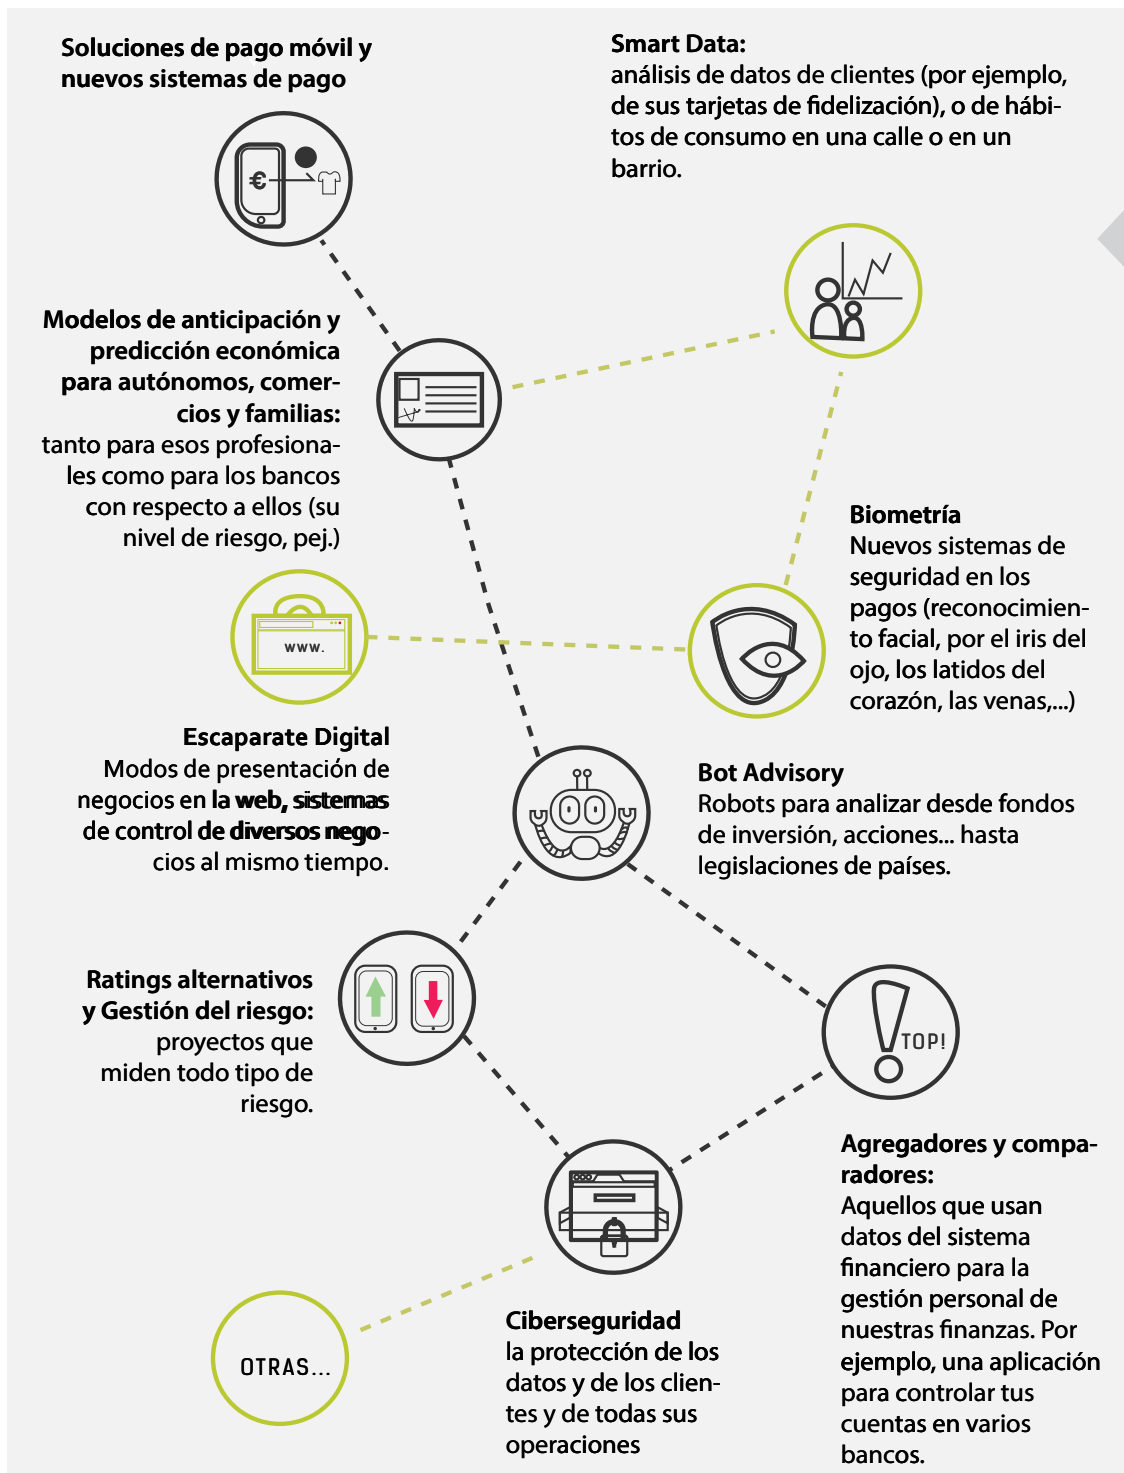 Soluciones de pago móvil y
nuevos sistemas de pago
€
Smart Data:
análisis de datos de clientes (por ejemplo,
de sus tarjetas de fidelización), o de hábi-
tos de consumo en una calle o en un
barrio.
Modelos de anticipación y
predicción económica
para autónomos, comer-
cios y familias:
tanto para esos profesiona-
les como para los bancos
con respecto a ellos (su
nivel de riesgo, pej.)
Biometría
Nuevos sistemas de
seguridad en los
pagos (reconocimien-
to facial, por el iris del
ojo, los latidos del
corazón, las venas,...)
www.
Escaparate Digital
Modos de presentación de
negocios en la web, sistemas
de control de diversos nego-
cios al mismo tiempo.
Bot Advisory
Robots para analizar desde fondos
de inversión, acciones... hasta
legislaciones de países.
Ratings alternativos
y Gestión del riesgo:
proyectos que
miden todo tipo de
riesgo.
TOP!
Agregadores y compa-
radores:
Aquellos que usan
datos del sistema
financiero para la
gestión personal de
nuestras finanzas. Por
ejemplo, una aplicación
para controlar tus
cuentas en varios
bancos.
Ciberseguridad
la protección de los
datos y de los clien-
tes y de todas sus
operaciones
OTRAS...